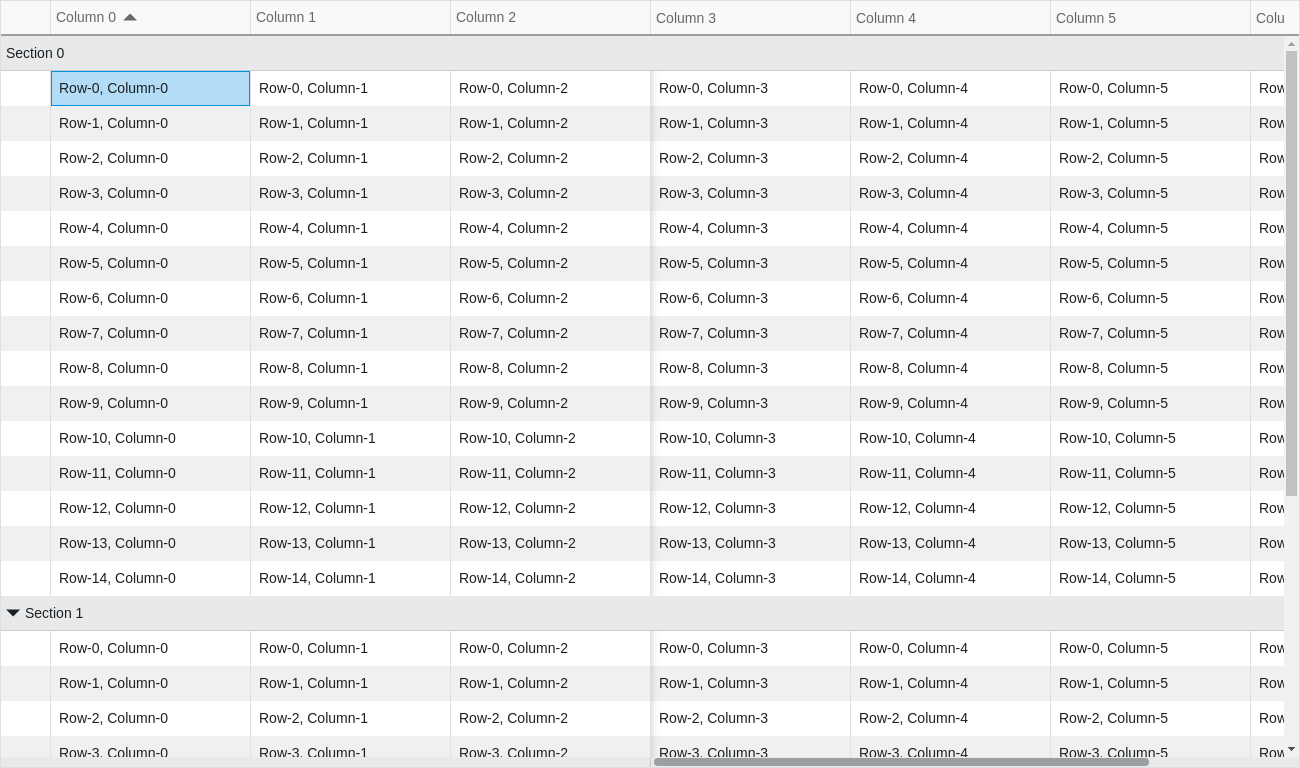 Column 0 Column 1 Column 2 Column 3 Column 4 Column 5 Colu
Section 0
Row-0, Column-0 Row-0, Column-1 Row-0, Column-2 Row-0, Column-3 Row-0, Column-4 Row-0, Column-5 Row
Row-1, Column-0 Row-1, Column-1 Row-1, Column-2 Row-1, Column-3 Row-1, Column-4 Row-1, Column-5 Row
Row-2, Column-0 Row-2, Column-1 Row-2, Column-2 Row-2, Column-3 Row-2, Column-4 Row-2, Column-5 Row
Row-3, Column-0 Row-3, Column-1 Row-3, Column-2 Row-3, Column-3 Row-3, Column-4 Row-3, Column-5 Row
Row-4, Column-0 Row-4, Column-1 Row-4, Column-2 Row-4, Column-3 Row-4, Column-4 Row-4, Column-5 Row
Row-5, Column-0 Row-5, Column-1 Row-5, Column-2 Row-5, Column-3 Row-5, Column-4 Row-5, Column-5 Row
Row-6, Column-0 Row-6, Column-1 Row-6, Column-2 Row-6, Column-3 Row-6, Column-4 Row-6, Column-5 Row
Row-7, Column-0 Row-7, Column-1 Row-7, Column-2 Row-7, Column-3 Row-7, Column-4 Row-7, Column-5 Row
Row-8, Column-0 Row-8, Column-1 Row-8, Column-2 Row-8, Column-3 Row-8, Column-4 Row-8, Column-5 Row
Row-9, Column-0 Row-9, Column-1 Row-9, Column-2 Row-9, Column-3 Row-9, Column-4 Row-9, Column-5 Row
Row-10, Column-0 Row-10, Column-1 Row-10, Column-2 Row-10, Column-3 Row-10, Column-4 Row-10, Column-5 Row
Row-11, Column-0 Row-11, Column-1 Row-11, Column-2 Row-11, Column-3 Row-11, Column-4 Row-11, Column-5 Row
Row-12, Column-0 Row-12, Column-1 Row-12, Column-2 Row-12, Column-3 Row-12, Column-4 Row-12, Column-5 Row
Row-13, Column-0 Row-13, Column-1 Row-13, Column-2 Row-13, Column-3 Row-13, Column-4 Row-13, Column-5 Row
Row-14, Column-0 Row-14, Column-1 Row-14, Column-2 Row-14, Column-3 Row-14, Column-4 Row-14, Column-5 Row
Section 1
Row-0, Column-0 Row-0, Column-1 Row-0, Column-2 Row-0, Column-3 Row-0, Column-4 Row-0, Column-5 Row
Row-1, Column-0 Row-1, Column-1 Row-1, Column-2 Row-1, Column-3 Row-1, Column-4 Row-1, Column-5 Row
Row-2, Column-0 Row-2, Column-1 Row-2, Column-2 Row-2, Column-3 Row-2, Column-4 Row-2, Column-5 Row
Row-3, Column-0 Row-3, Column-1 Row-3, Column-2 Row-3, Column-3 Row-3, Column-4 Row-3, Column-5 Row